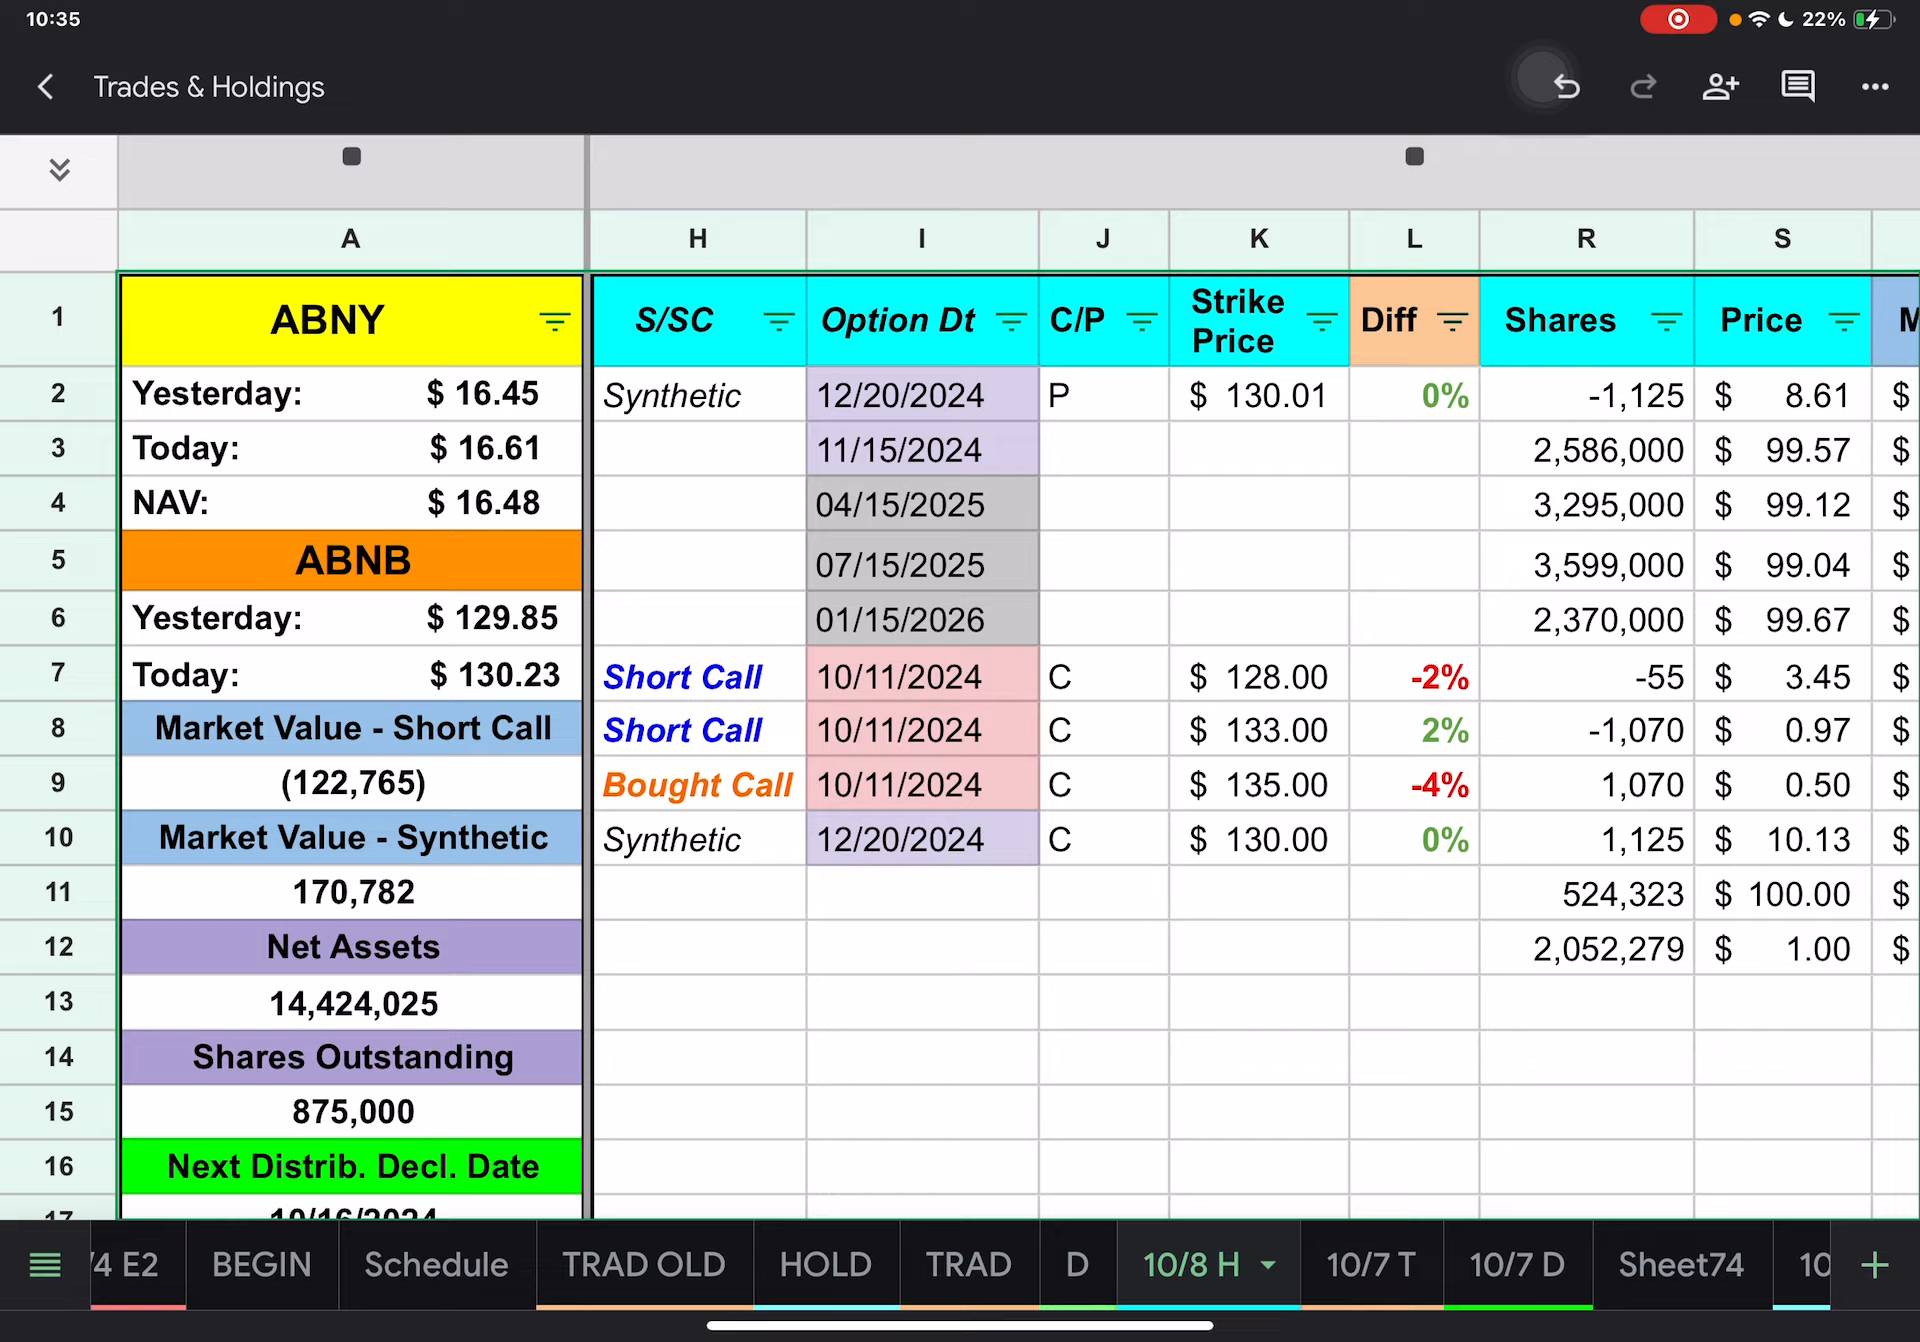 10:35
22%
Trades & Holdings
A H I J K L R S
1 ABNY S/SC Option Dt C/P Strike Price Diff Shares Price M
2 Yesterday: $ 16.45 Synthetic 12/20/2024 P $ 130.01 0% -1,125 $ 8.61 $
3 Today: $ 16.61 11/15/2024 2,586,000 $ 99.57 $
4 NAV: $ 16.48 04/15/2025 3,295,000 $ 99.12 $
5 ABNB 07/15/2025 3,599,000 $ 99.04 $
6 Yesterday: $ 129.85 01/15/2026 2,370,000 $ 99.67 $
7 Today: $ 130.23 Short Call 10/11/2024 C $ 128.00 -2% -55 $ 3.45 $
8 Market Value - Short Call Short Call 10/11/2024 C $ 133.00 2% -1,070 $ 0.97 $
9 (122,765) Bought Call 10/11/2024 C $ 135.00 -4% 1,070 $ 0.50 $
10 Market Value - Synthetic Synthetic 12/20/2024 C $ 130.00 0% 1,125 $ 10.13 $
11 170,782 524,323 $ 100.00 $
12 Net Assets 2,052,279 $ 1.00 $
13 14,424,025
14 Shares Outstanding
15 875,000
16 Next Distrib. Decl. Date
17 10/16/2024
/4 E2 BEGIN Schedule TRAD OLD HOLD TRAD D 10/8 H 10/7 T 10/7 D Sheet74 10